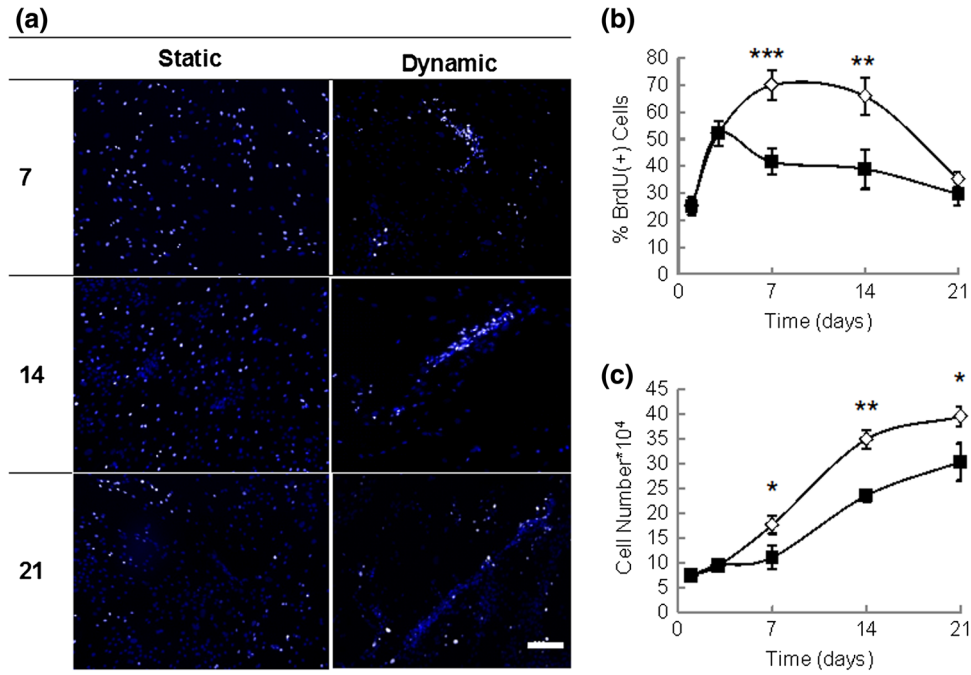 (a)
Static Dynamic
7
14
21
(b)
% BrdU(+) Cells
80
70
60
50
40
30
20
10
0
*** **
0 7 14 21
Time (days)
(c)
Cell Number*10⁴
45
40
35
30
25
20
15
10
5
0
* ** *
0 7 14 21
Time (days)